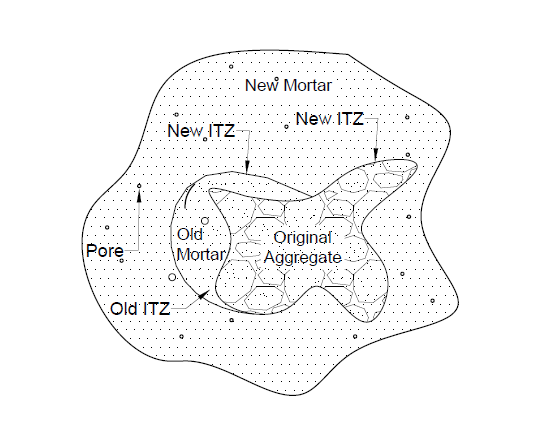 New Mortar
New ITZ
New ITZ
Old
Mortar
Original
Aggregate
Pore
Old ITZ